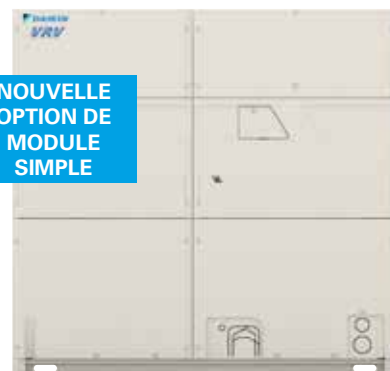 DAIKIN
VRV
NOUVELLE
OPTION DE
MODULE
SIMPLE